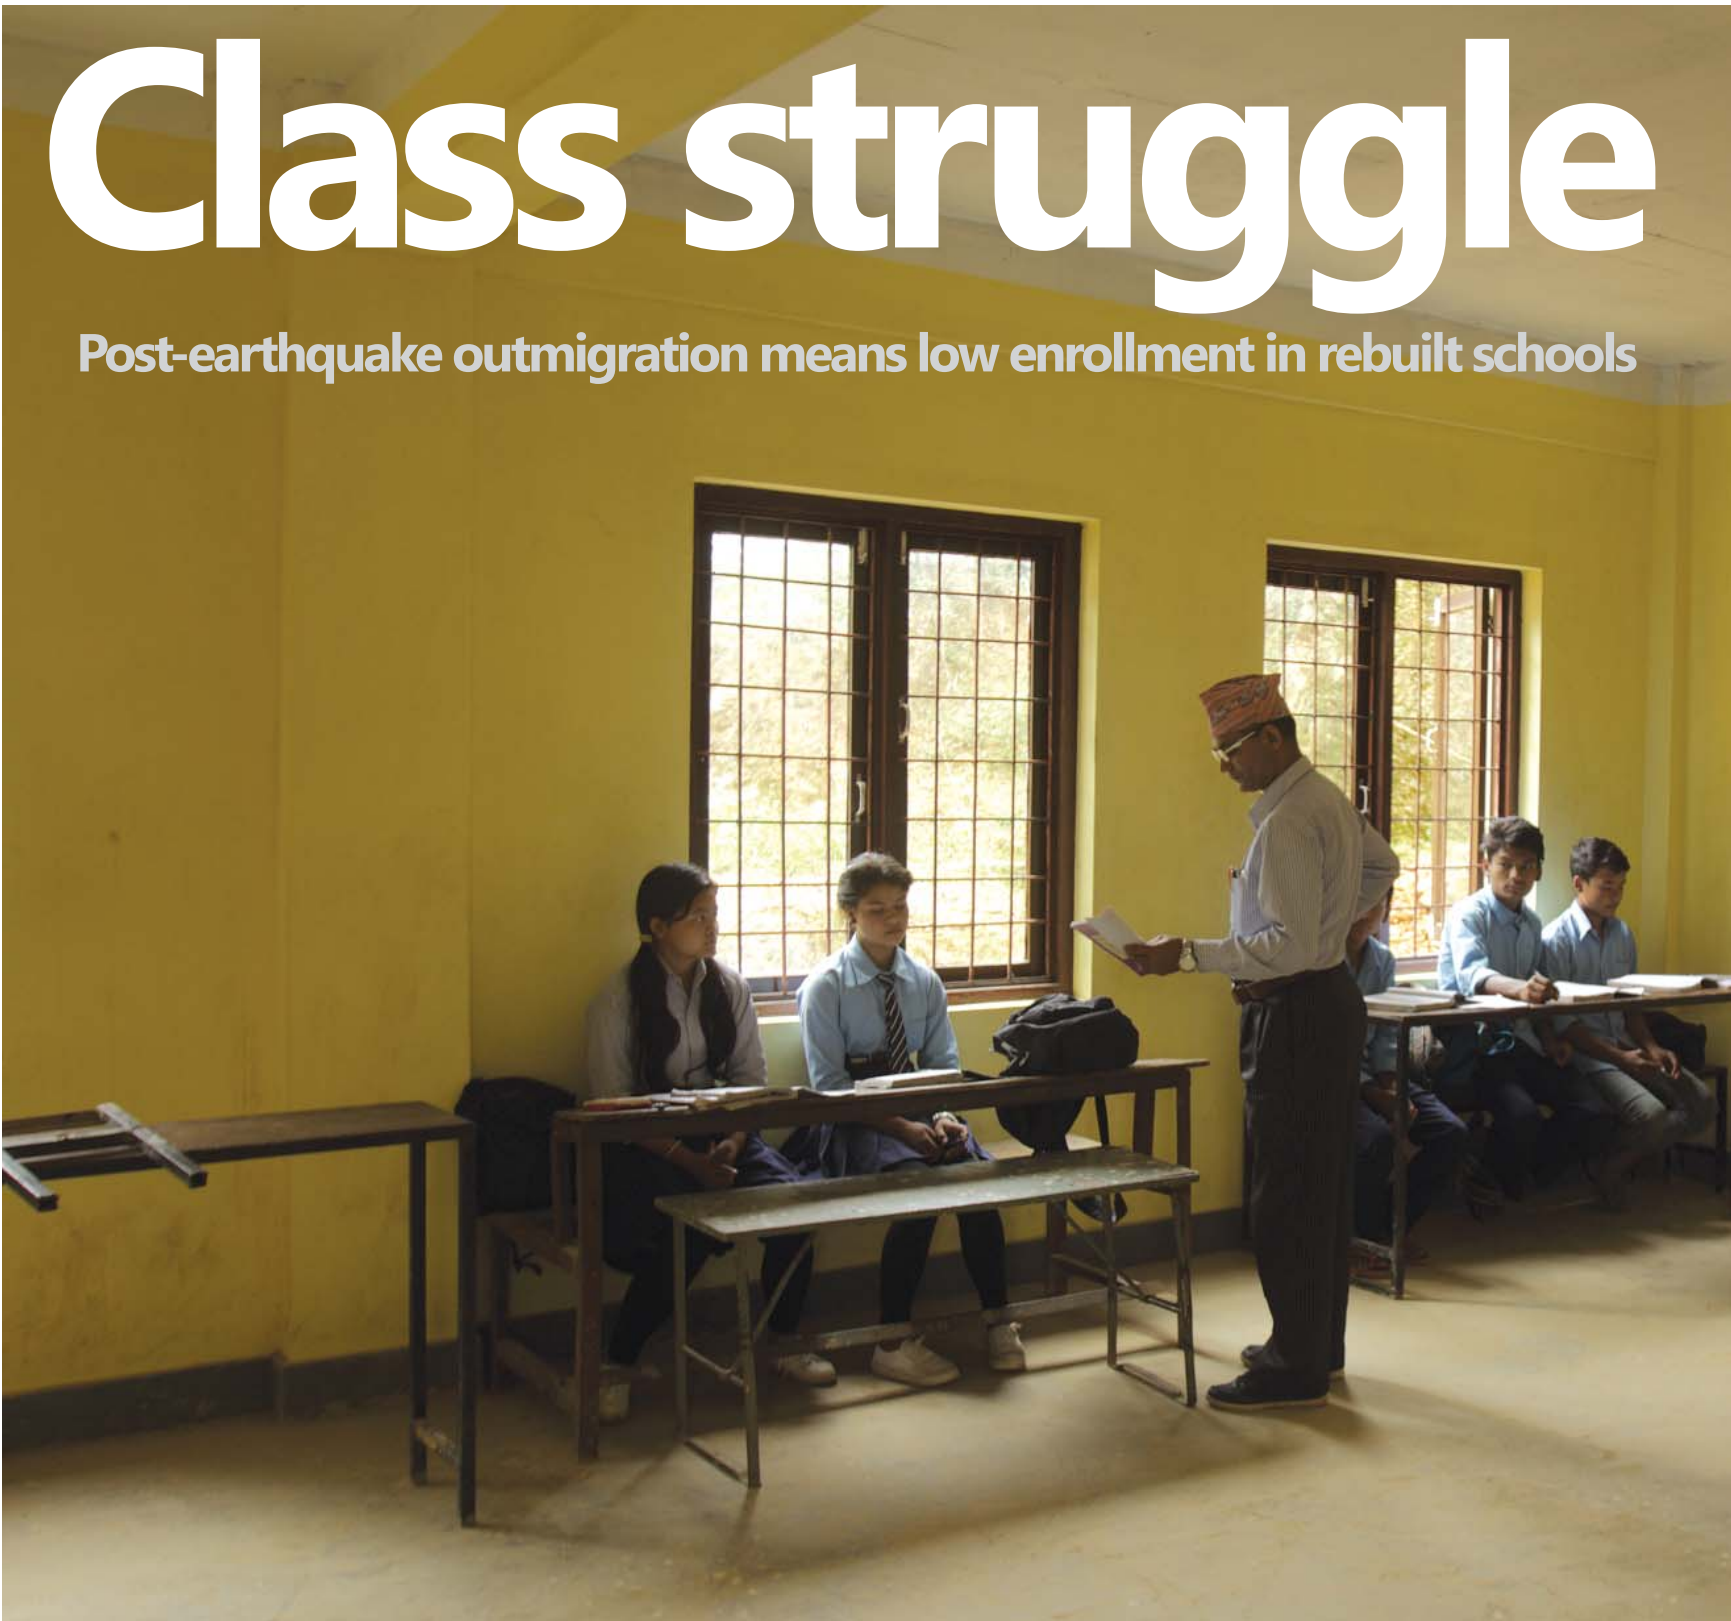 Class struggle
Post-earthquake outmigration means low enrollment in rebuilt schools